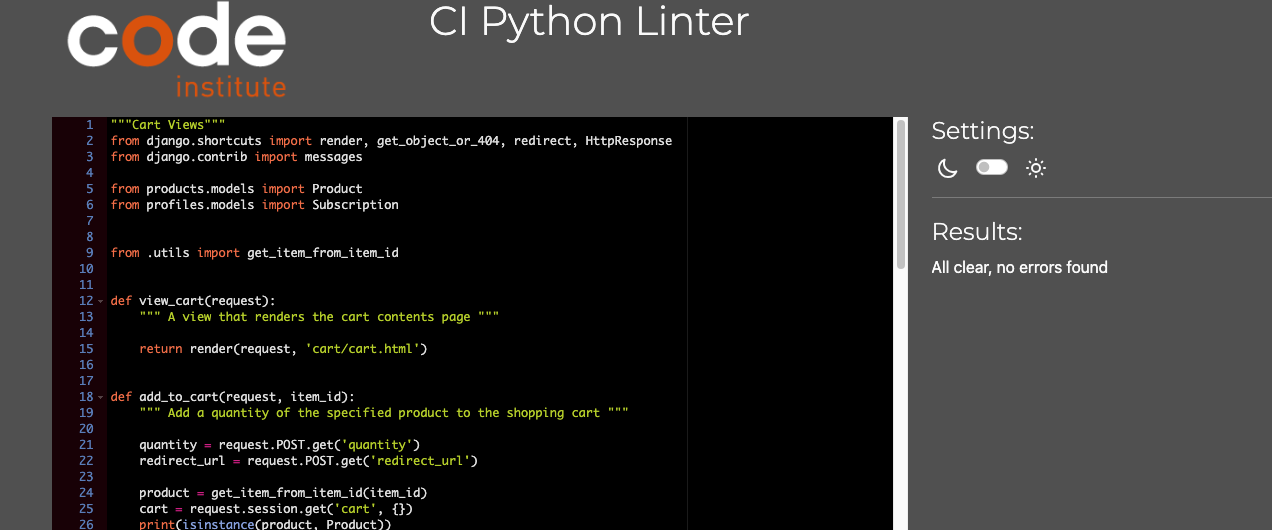 code
institute
CI Python Linter
1 """Cart Views"""
2 from django.shortcuts import render, get_object_or_404, redirect, HttpResponse
3 from django.contrib import messages
4
5 from products.models import Product
6 from profiles.models import Subscription
7
8
9 from .utils import get_item_from_item_id
10
11
12 def view_cart(request):
13     """ A view that renders the cart contents page """
14
15     return render(request, 'cart/cart.html')
16
17
18 def add_to_cart(request, item_id):
19     """ Add a quantity of the specified product to the shopping cart """
20
21     quantity = request.POST.get('quantity')
22     redirect_url = request.POST.get('redirect_url')
23
24     product = get_item_from_item_id(item_id)
25     cart = request.session.get('cart', {})
26     print(isinstance(product, Product))
Settings:
Results:
All clear, no errors found